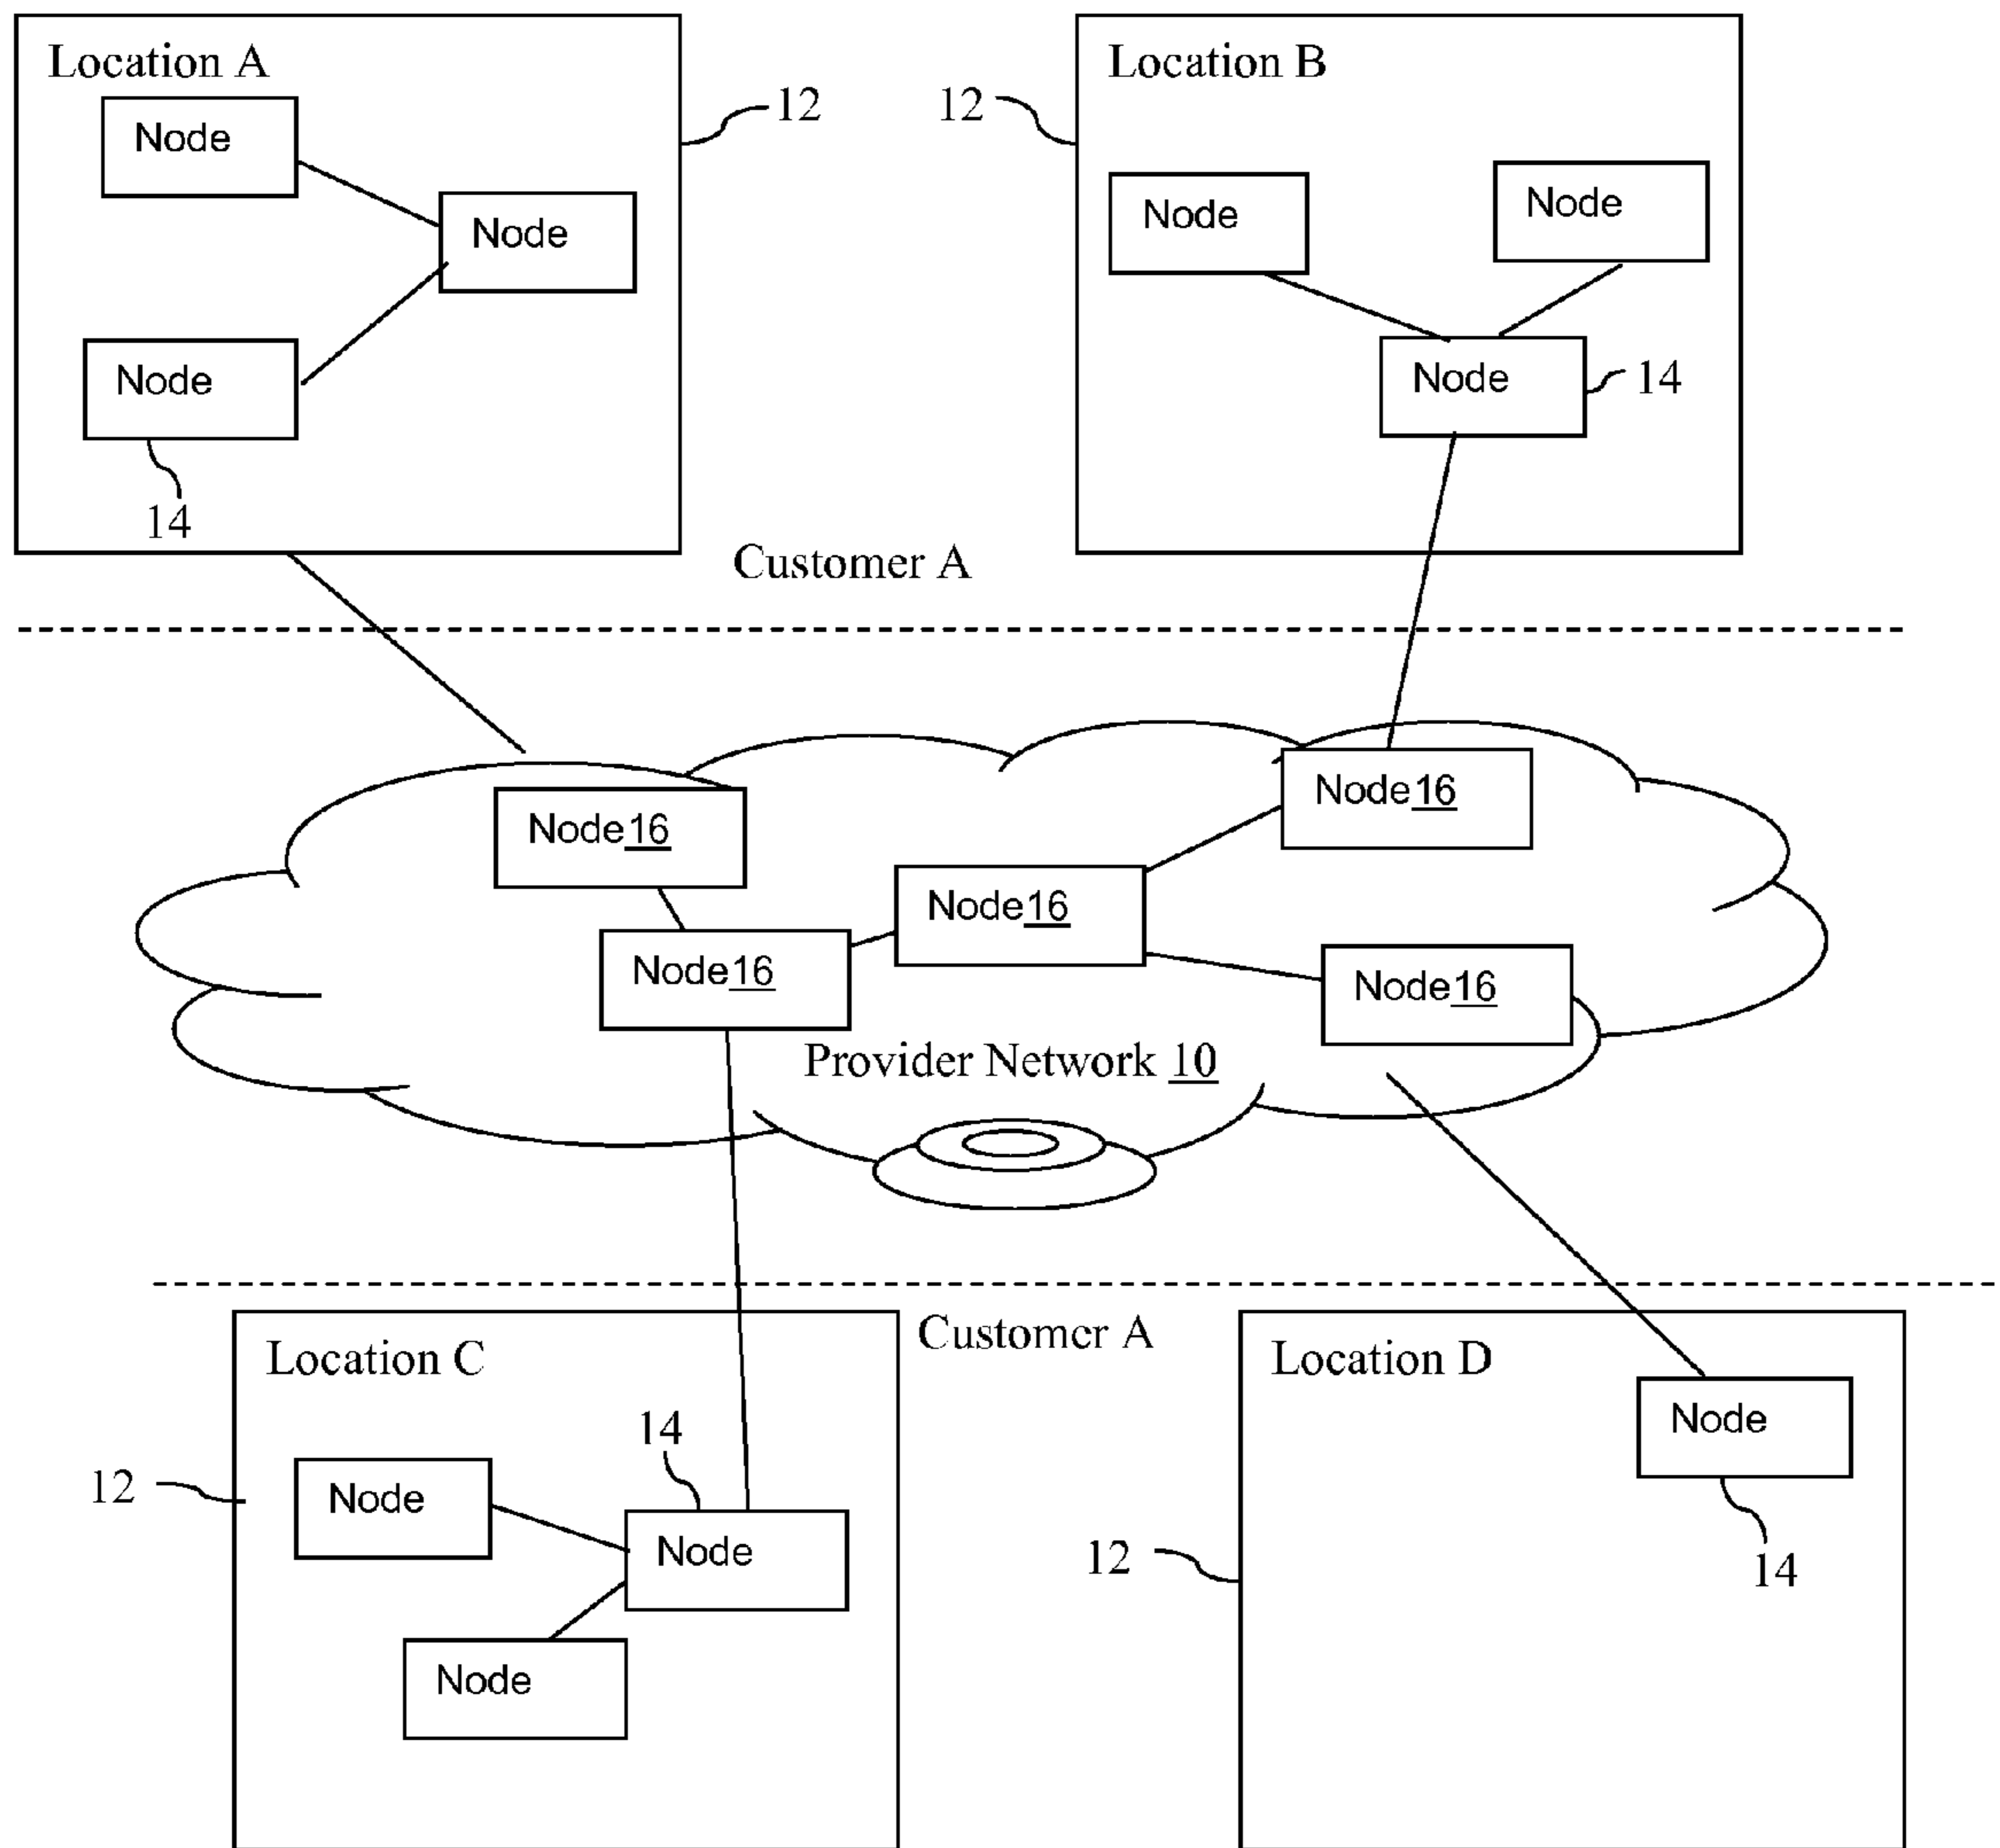 Location A
Node
Node
Node
14
12
12
Location B
Node
Node
Node
14
Customer A
Node16
Node16
Node16
Node16
Node16
Provider Network 10
Customer A
Location C
14
12
Node
Node
Node
Location D
Node
12
14